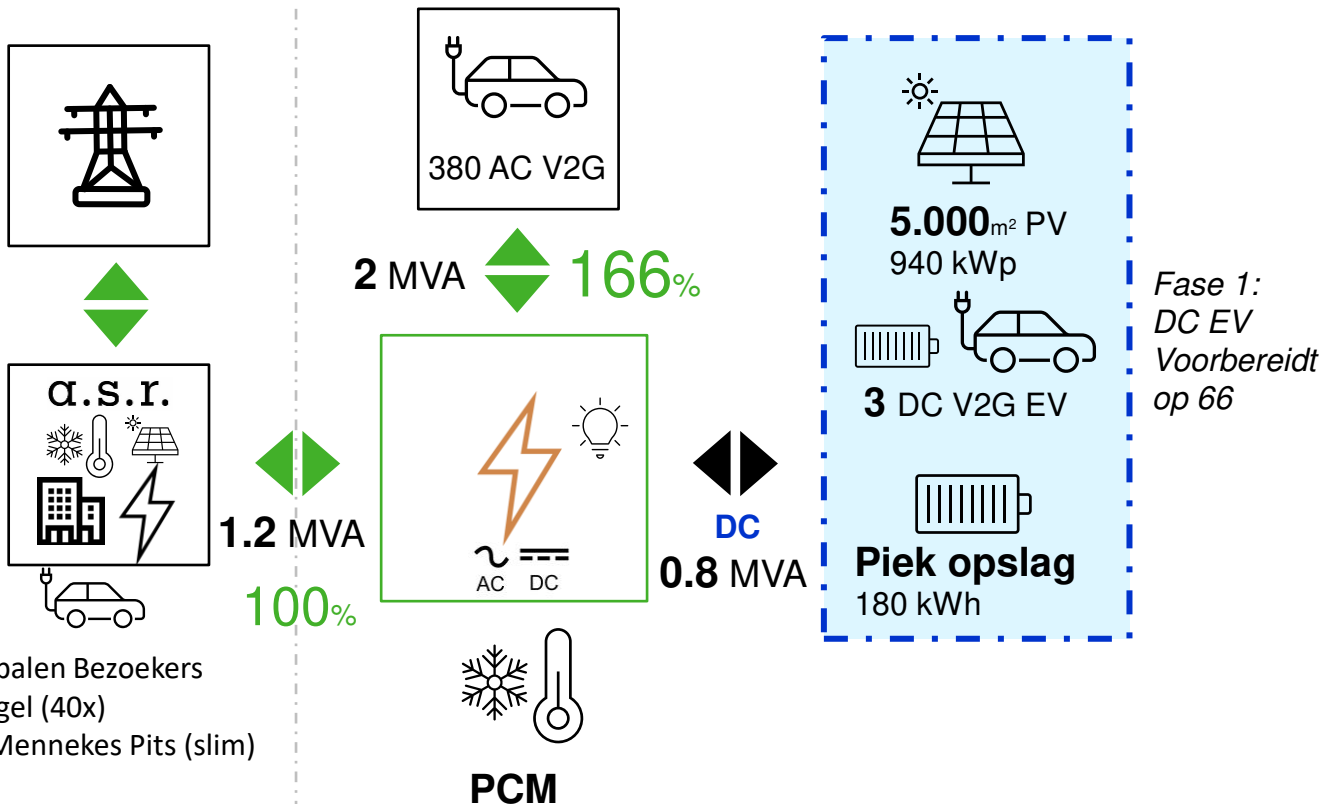 380 AC V2G
2 MVA
166%
a.s.r.
1.2 MVA
100%
AC DC
DC
0.8 MVA
5.000m² PV
940 kWp
3 DC V2G EV
Piek opslag
180 kWh
Fase 1:
DC EV
Voorbereidt
op 66
palen Bezoekers
gel (40x)
Mennekes Pits (slim)
PCM